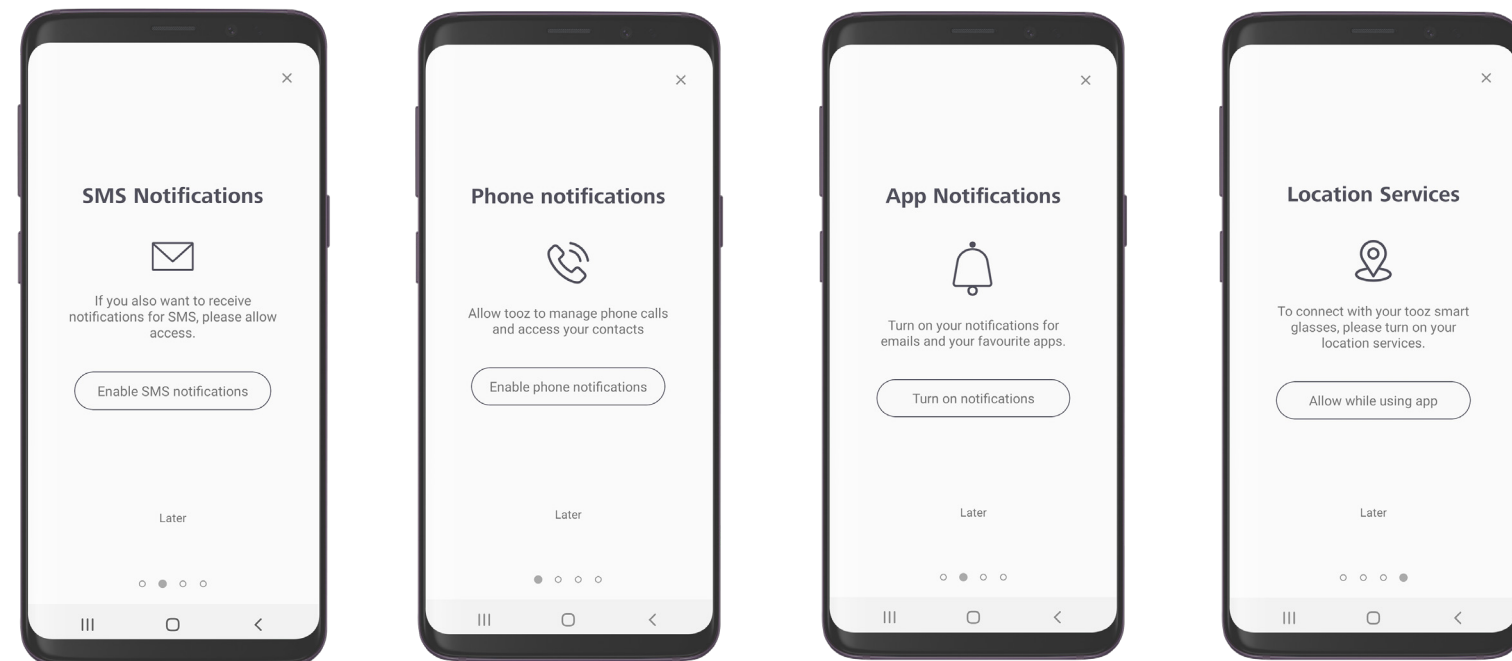 SMS Notifications
If you also want to receive
notifications for SMS, please allow
access.
Enable SMS notifications
Later
Phone notifications
Allow tooz to manage phone calls
and access your contacts
Enable phone notifications
Later
App Notifications
Turn on your notifications for
emails and your favourite apps.
Turn on notifications
Later
Location Services
To connect with your tooz smart
glasses, please turn on your
location services.
Allow while using app
Later